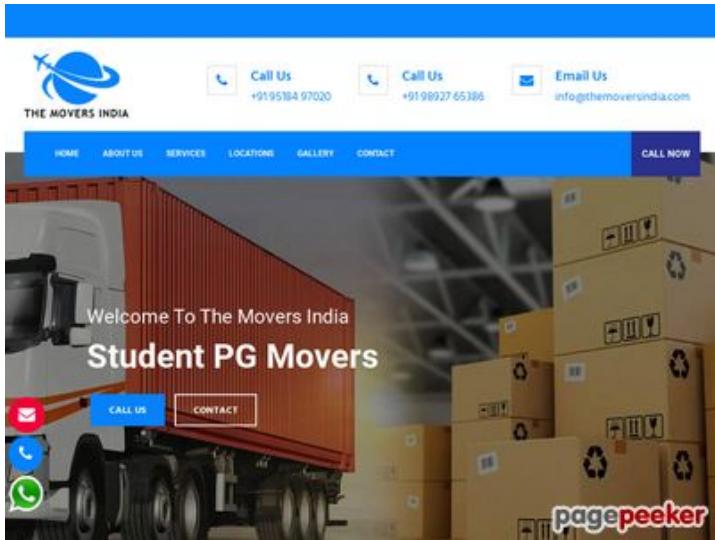 THE MOVERS INDIA
Call Us
+91 95184 97020
Call Us
+91 98927 65386
Email Us
info@themoversindia.com
HOME ABOUT US SERVICES LOCATIONS GALLERY CONTACT CALL NOW
Welcome To The Movers India
Student PG Movers
CALL US CONTACT
pagepeeker